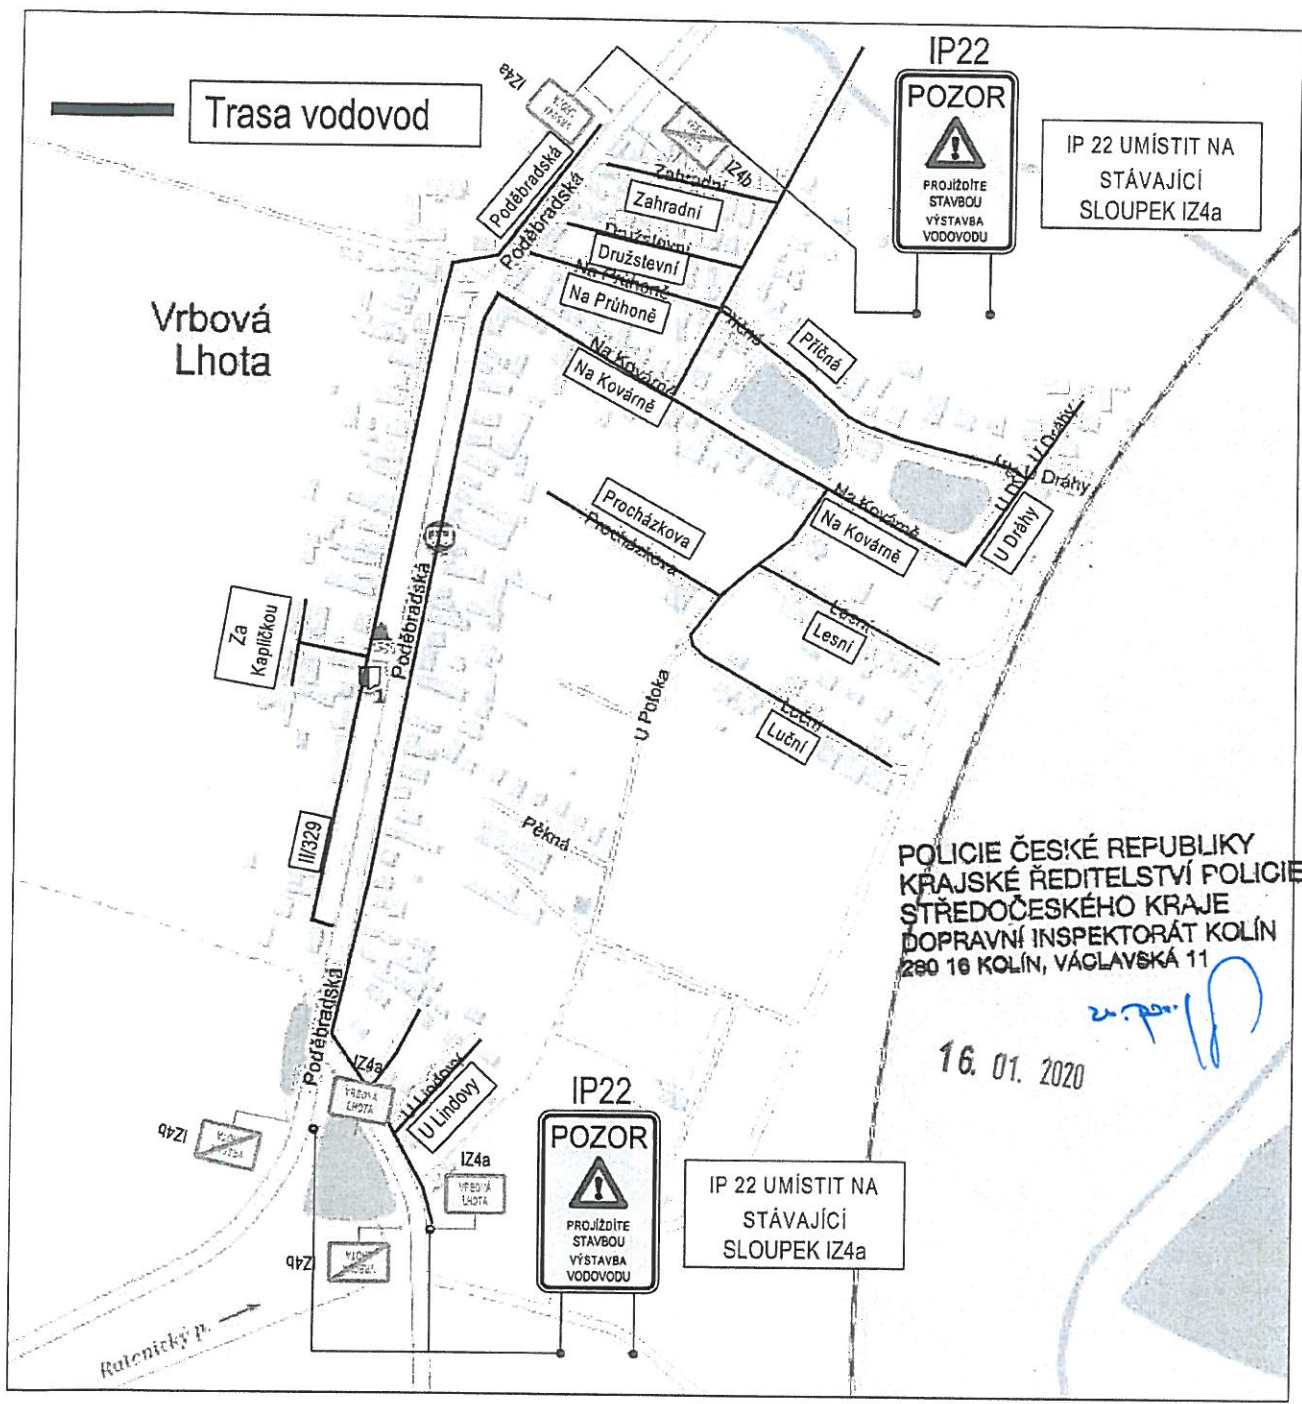 Trasa vodovod
IZ4a
IZ4b
IP22
POZOR
PROJÍŽDÍTE
STAVBOU
VÝSTAVBA
VODOVODU
IP 22 UMÍSTIT NA
STÁVAJÍCÍ
SLOUPEK IZ4a
Poděbradská
Poděbradská
Zahradní
Zahradní
Družstevní
Družstevní
Na Průhoně
Na Průhoně
Vrbová
Lhota
Příčná
Příčná
Na Kovárně
Na Kovárně
U Dráhy
U Dráhy
U Dráhy
Na Kovárně
Na Kovárně
Procházkova
Procházkova
Poděbradská
Za
Kapličkou
Lesní
Lesní
U Potoka
Luční
Luční
II/329
Pěkná
POLICIE ČESKÉ REPUBLIKY
KRAJSKÉ ŘEDITELSTVÍ POLICIE
STŘEDOČESKÉHO KRAJE
DOPRAVNÍ INSPEKTORÁT KOLÍN
280 16 KOLÍN, VÁCLAVSKÁ 11
16. 01. 2020
Poděbradská
IZ4a
VRBOVÁ
LHOTA
U Lindovy
U Lindovy
IZ4b
IZ4a
VRBOVÁ
LHOTA
IZ4b
IP22
POZOR
PROJÍŽDÍTE
STAVBOU
VÝSTAVBA
VODOVODU
IP 22 UMÍSTIT NA
STÁVAJÍCÍ
SLOUPEK IZ4a